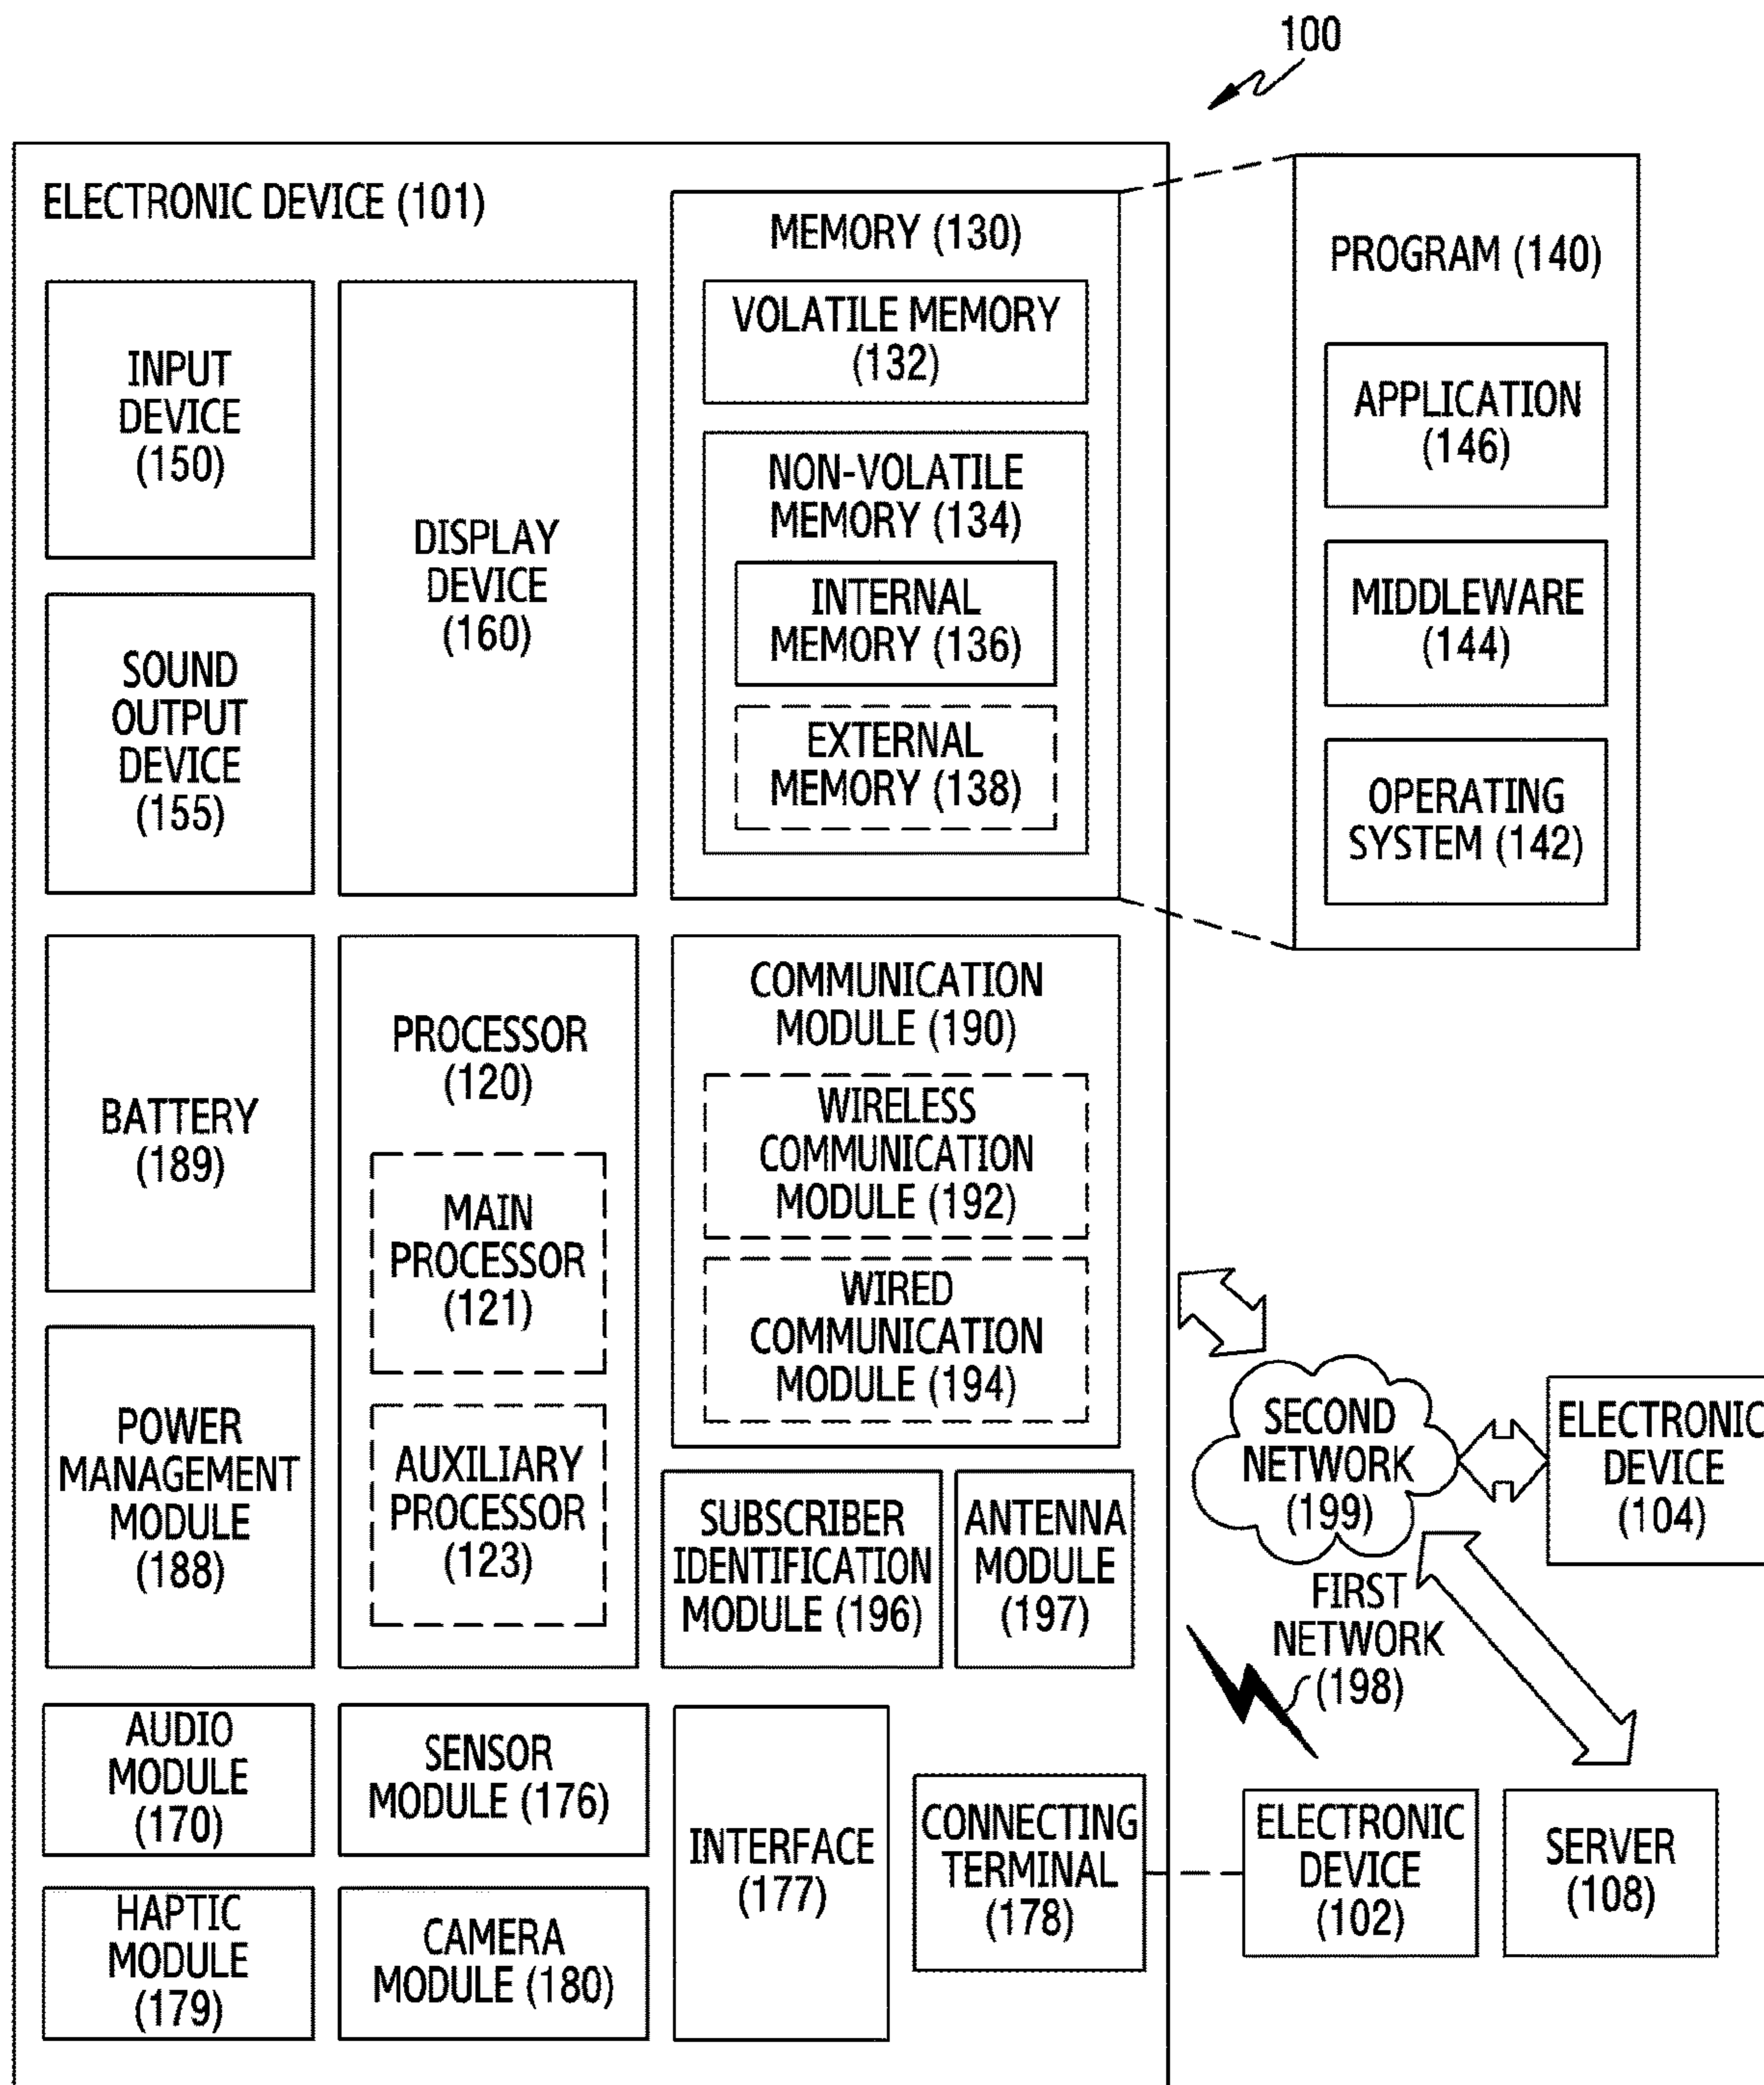 100
ELECTRONIC DEVICE (101)
INPUT
DEVICE
(150)
SOUND
OUTPUT
DEVICE
(155)
DISPLAY
DEVICE
(160)
MEMORY (130)
VOLATILE MEMORY
(132)
NON-VOLATILE
MEMORY (134)
INTERNAL
MEMORY (136)
EXTERNAL
MEMORY (138)
PROGRAM (140)
APPLICATION
(146)
MIDDLEWARE
(144)
OPERATING
SYSTEM (142)
BATTERY
(189)
POWER
MANAGEMENT
MODULE
(188)
PROCESSOR
(120)
MAIN
PROCESSOR
(121)
AUXILIARY
PROCESSOR
(123)
COMMUNICATION
MODULE (190)
WIRELESS
COMMUNICATION
MODULE (192)
WIRED
COMMUNICATION
MODULE (194)
SUBSCRIBER
IDENTIFICATION
MODULE (196)
ANTENNA
MODULE
(197)
SECOND
NETWORK
(199)
ELECTRONIC
DEVICE
(104)
FIRST
NETWORK
(198)
AUDIO
MODULE
(170)
SENSOR
MODULE (176)
HAPTIC
MODULE
(179)
CAMERA
MODULE (180)
INTERFACE
(177)
CONNECTING
TERMINAL
(178)
ELECTRONIC
DEVICE
(102)
SERVER
(108)